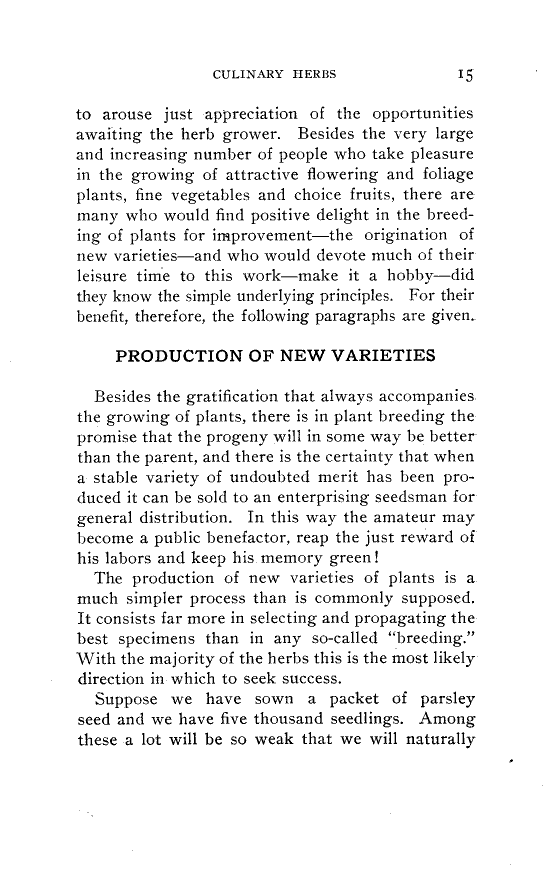 CULINARY HERBS 15
to arouse just appreciation of the opportunities
awaiting the herb grower. Besides the very large
and increasing number of people who take pleasure
in the growing of attractive flowering and foliage
plants, fine vegetables and choice fruits, there are
many who would find positive delight in the breed-
ing of plants for improvement—the origination of
new varieties—and who would devote much of their
leisure time to this work—make it a hobby—did
they know the simple underlying principles. For their
benefit, therefore, the following paragraphs are given.
PRODUCTION OF NEW VARIETIES
Besides the gratification that always accompanies
the growing of plants, there is in plant breeding the
promise that the progeny will in some way be better
than the parent, and there is the certainty that when
a stable variety of undoubted merit has been pro-
duced it can be sold to an enterprising seedsman for
general distribution. In this way the amateur may
become a public benefactor, reap the just reward of
his labors and keep his memory green!
The production of new varieties of plants is a
much simpler process than is commonly supposed.
It consists far more in selecting and propagating the
best specimens than in any so-called “breeding.”
With the majority of the herbs this is the most likely
direction in which to seek success.
Suppose we have sown a packet of parsley
seed and we have five thousand seedlings. Among
these a lot will be so weak that we will naturally